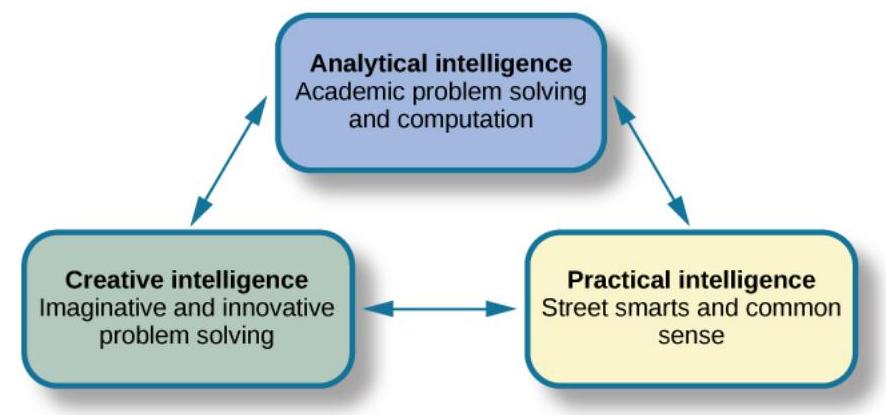 Analytical intelligence
Academic problem solving
and computation
Creative intelligence
Imaginative and innovative
problem solving
Practical intelligence
Street smarts and common
sense